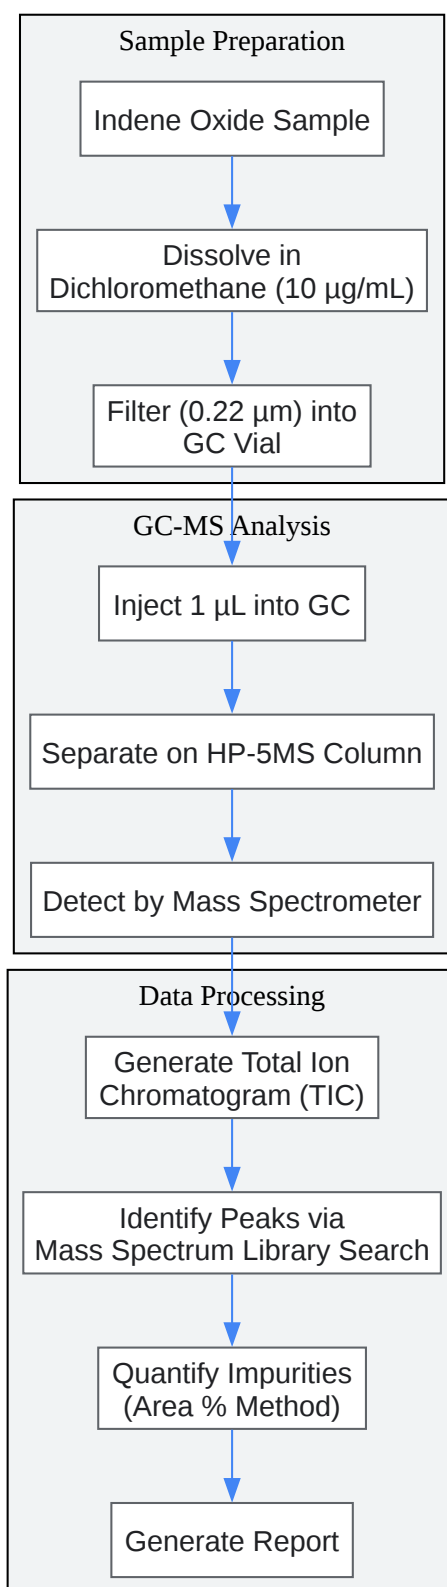 Sample Preparation
Indene Oxide Sample
Dissolve in
Dichloromethane (10 µg/mL)
Filter (0.22 µm) into
GC Vial
GC-MS Analysis
Inject 1 µL into GC
Separate on HP-5MS Column
Detect by Mass Spectrometer
Data Processing
Generate Total Ion
Chromatogram (TIC)
Identify Peaks via
Mass Spectrum Library Search
Quantify Impurities
(Area % Method)
Generate Report